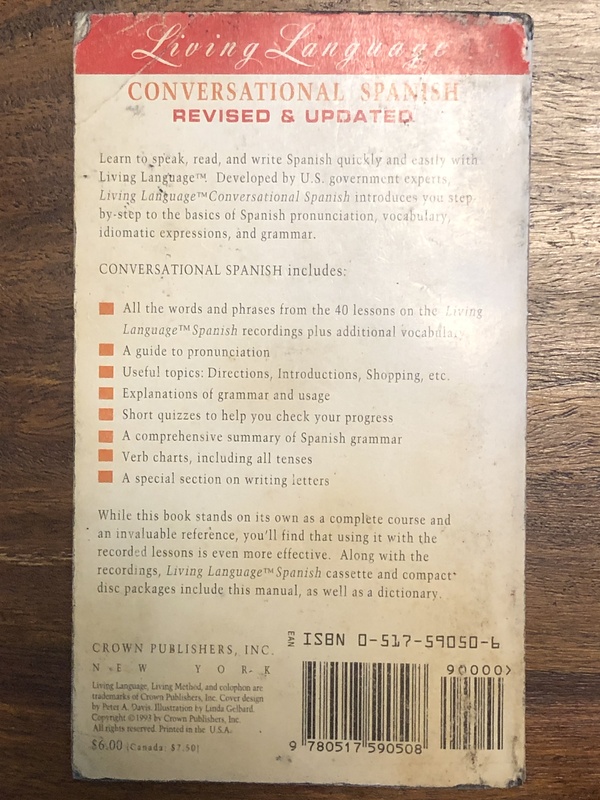 Living Language
CONVERSATIONAL SPANISH
REVISED & UPDATED
Learn to speak, read, and write Spanish quickly and easily with
Living Language™. Developed by U.S. government experts,
Living Language™ Conversational Spanish introduces you step-
by-step to the basics of Spanish pronunciation, vocabulary,
idiomatic expressions, and grammar.
CONVERSATIONAL SPANISH includes:
All the words and phrases from the 40 lessons on the Living
Language™ Spanish recordings plus additional vocabulary
A guide to pronunciation
Useful topics: Directions, Introductions, Shopping, etc.
Explanations of grammar and usage
Short quizzes to help you check your progress
A comprehensive summary of Spanish grammar
Verb charts, including all tenses
A special section on writing letters
While this book stands on its own as a complete course and
an invaluable reference, you'll find that using it with the
recorded lessons is even more effective. Along with the
recordings, Living Language™ Spanish cassette and compact
disc packages include this manual, as well as a dictionary.
CROWN PUBLISHERS, INC.
NEW YORK
Living Language, Living Method, and colophon are
trademarks of Crown Publishers, Inc. Cover design
by Peter A. Davis. Illustration by Linda Gelbard.
Copyright © 1993 by Crown Publishers, Inc.
All rights reserved. Printed in the U.S.A.
$6.00 (Canada: $7.50)
EAN
ISBN 0-517-59050-6
90000>
9 780517 590508